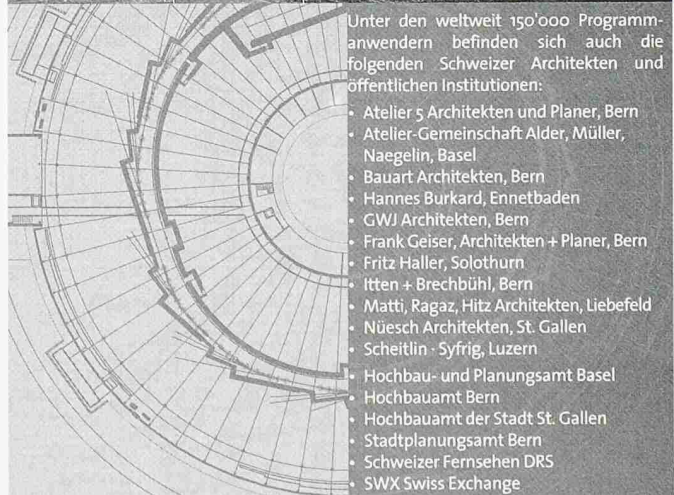 Unter den weltweit 150'000 Programm-
anwendern befinden sich auch die
folgenden Schweizer Architekten und
öffentlichen Institutionen:
• Atelier 5 Architekten und Planer, Bern
• Atelier-Gemeinschaft Alder, Müller,
Naegelin, Basel
• Bauart Architekten, Bern
• Hannes Burkard, Ennetbaden
• GWJ Architekten, Bern
• Frank Geiser, Architekten + Planer, Bern
• Fritz Haller, Solothurn
• Itten + Brechbühl, Bern
• Matti, Ragaz, Hitz Architekten, Liebefeld
• Nüesch Architekten, St. Gallen
• Scheitlin · Syfrig, Luzern
• Hochbau- und Planungsamt Basel
• Hochbauamt Bern
• Hochbauamt der Stadt St. Gallen
• Stadtplanungsamt Bern
• Schweizer Fernsehen DRS
• SWX Swiss Exchange